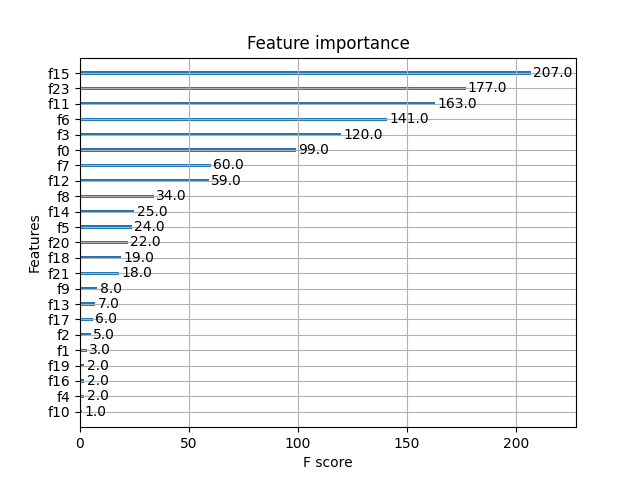 Feature importance
f15 207.0
f23 177.0
f11 163.0
f6 141.0
f3 120.0
f0 99.0
f7 60.0
f12 59.0
f8 34.0
f14 25.0
f5 24.0
f20 22.0
f18 19.0
f21 18.0
f9 8.0
f13 7.0
f17 6.0
f2 5.0
f1 3.0
f19 2.0
f16 2.0
f4 2.0
f10 1.0
Features
0 50 100 150 200
F score